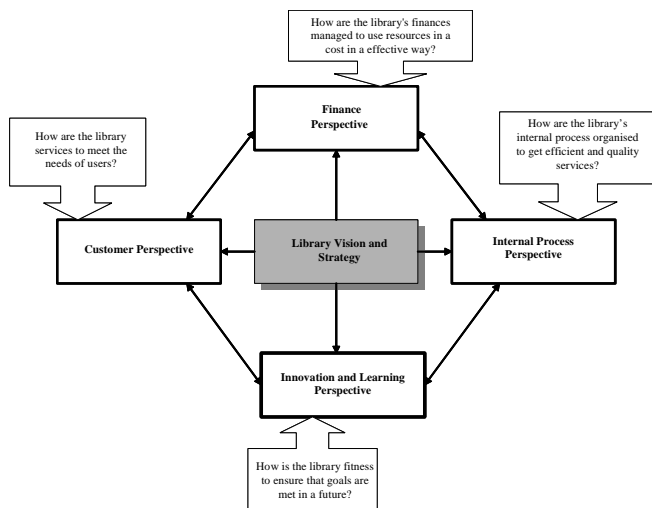 How are the library's finances
managed to use resources in a
cost in a effective way?
Finance
Perspective
How are the library
services to meet the
needs of users?
How are the library’s
internal process organised
to get efficient and quality
services?
Customer Perspective
Library Vision and
Strategy
Internal Process
Perspective
Innovation and Learning
Perspective
How is the library fitness
to ensure that goals are
met in a future?